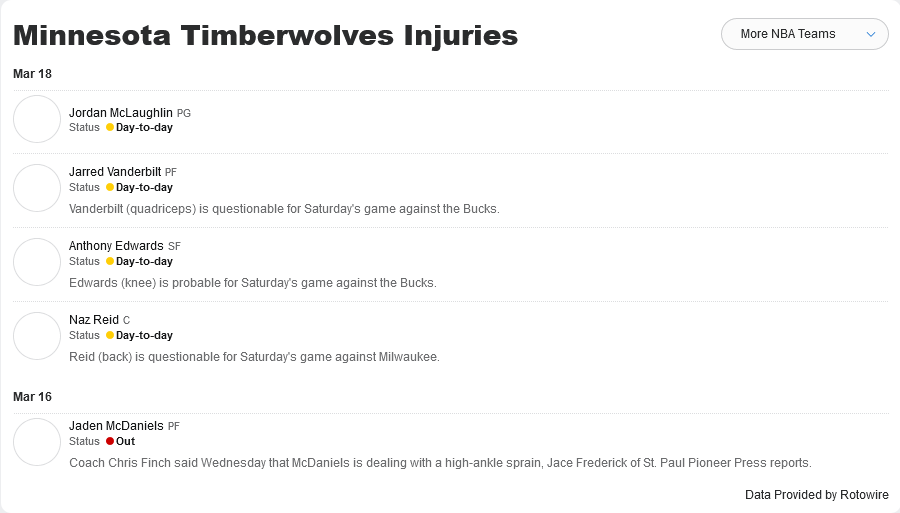 Minnesota Timberwolves Injuries
More NBA Teams
Mar 18
Jordan McLaughlin PG
Status Day-to-day
Jarred Vanderbilt PF
Status Day-to-day
Vanderbilt (quadriceps) is questionable for Saturday's game against the Bucks.
Anthony Edwards SF
Status Day-to-day
Edwards (knee) is probable for Saturday's game against the Bucks.
Naz Reid C
Status Day-to-day
Reid (back) is questionable for Saturday's game against Milwaukee.
Mar 16
Jaden McDaniels PF
Status Out
Coach Chris Finch said Wednesday that McDaniels is dealing with a high-ankle sprain, Jace Frederick of St. Paul Pioneer Press reports.
Data Provided by Rotowire